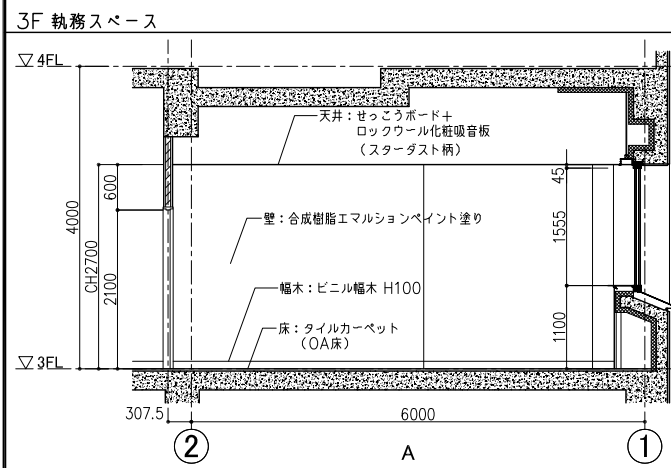 3F 執務スペース
▽4FL
天井：せっこうボード＋
ロックウール化粧吸音板
（スターダスト柄）
600
45
4000
CH2700
2100
壁：合成樹脂エマルションペイント塗り
1555
幅木：ビニル幅木 H100
床：タイルカーペット
（OA床）
1100
▽3FL
307.5
6000
2
A
1